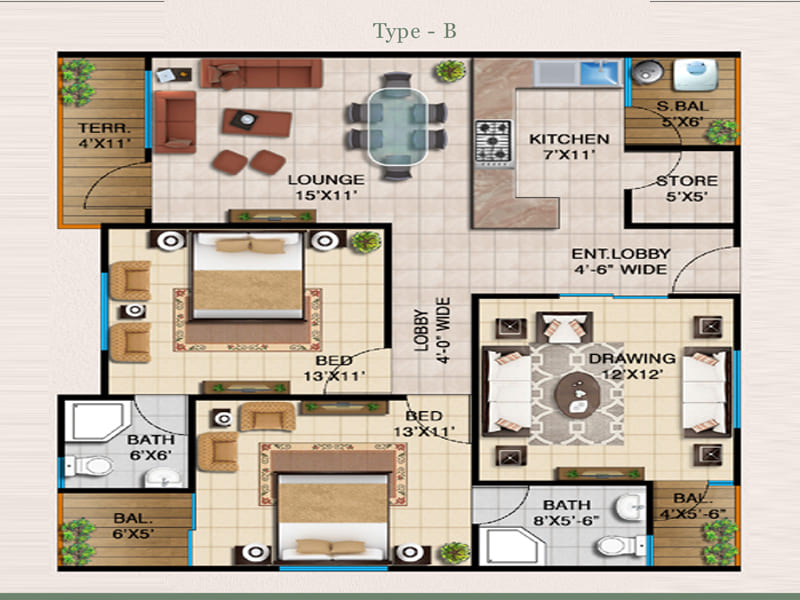 Type - B
TERR.
4'X11'
LOUNGE
15'X11'
KITCHEN
7'X11'
S.BAL
5'X6'
STORE
5'X5'
ENT.LOBBY
4'-6" WIDE
LOBBY
4'-0" WIDE
BED
13'X11'
DRAWING
12'X12'
BATH
6'X6'
BED
13'X11'
BAL.
6'X5'
BATH
8'X5'-6"
BAL.
4'X5'-6"